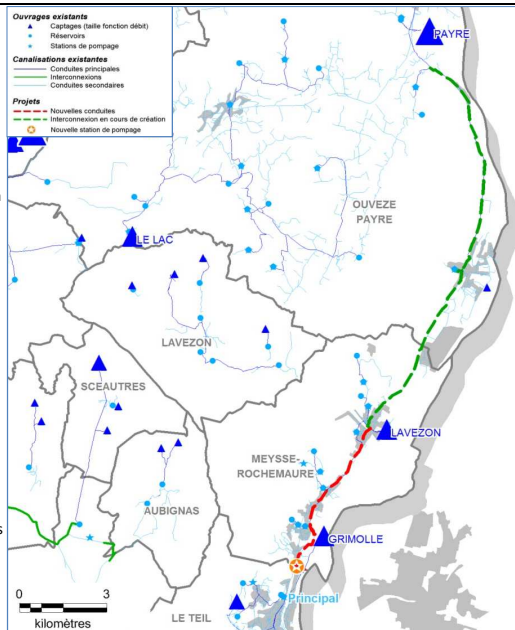 Ouvrages existants
Captages (taille fonction débit)
Réservoirs
Stations de pompage
Canalisations existantes
Conduites principales
Interconnexions
Conduites secondaires
Projets
Nouvelles conduites
Interconnexion en cours de création
Nouvelle station de pompage
PAYRE
OUVEZE
PAYRE
LE LAC
LAVEZON
SCEAUTRES
LAVEZON
MEYSSE-
ROCHEMAURE
AUBIGNAS
GRIMOLLE
Principal
LE TEIL
0 3
kilomètres